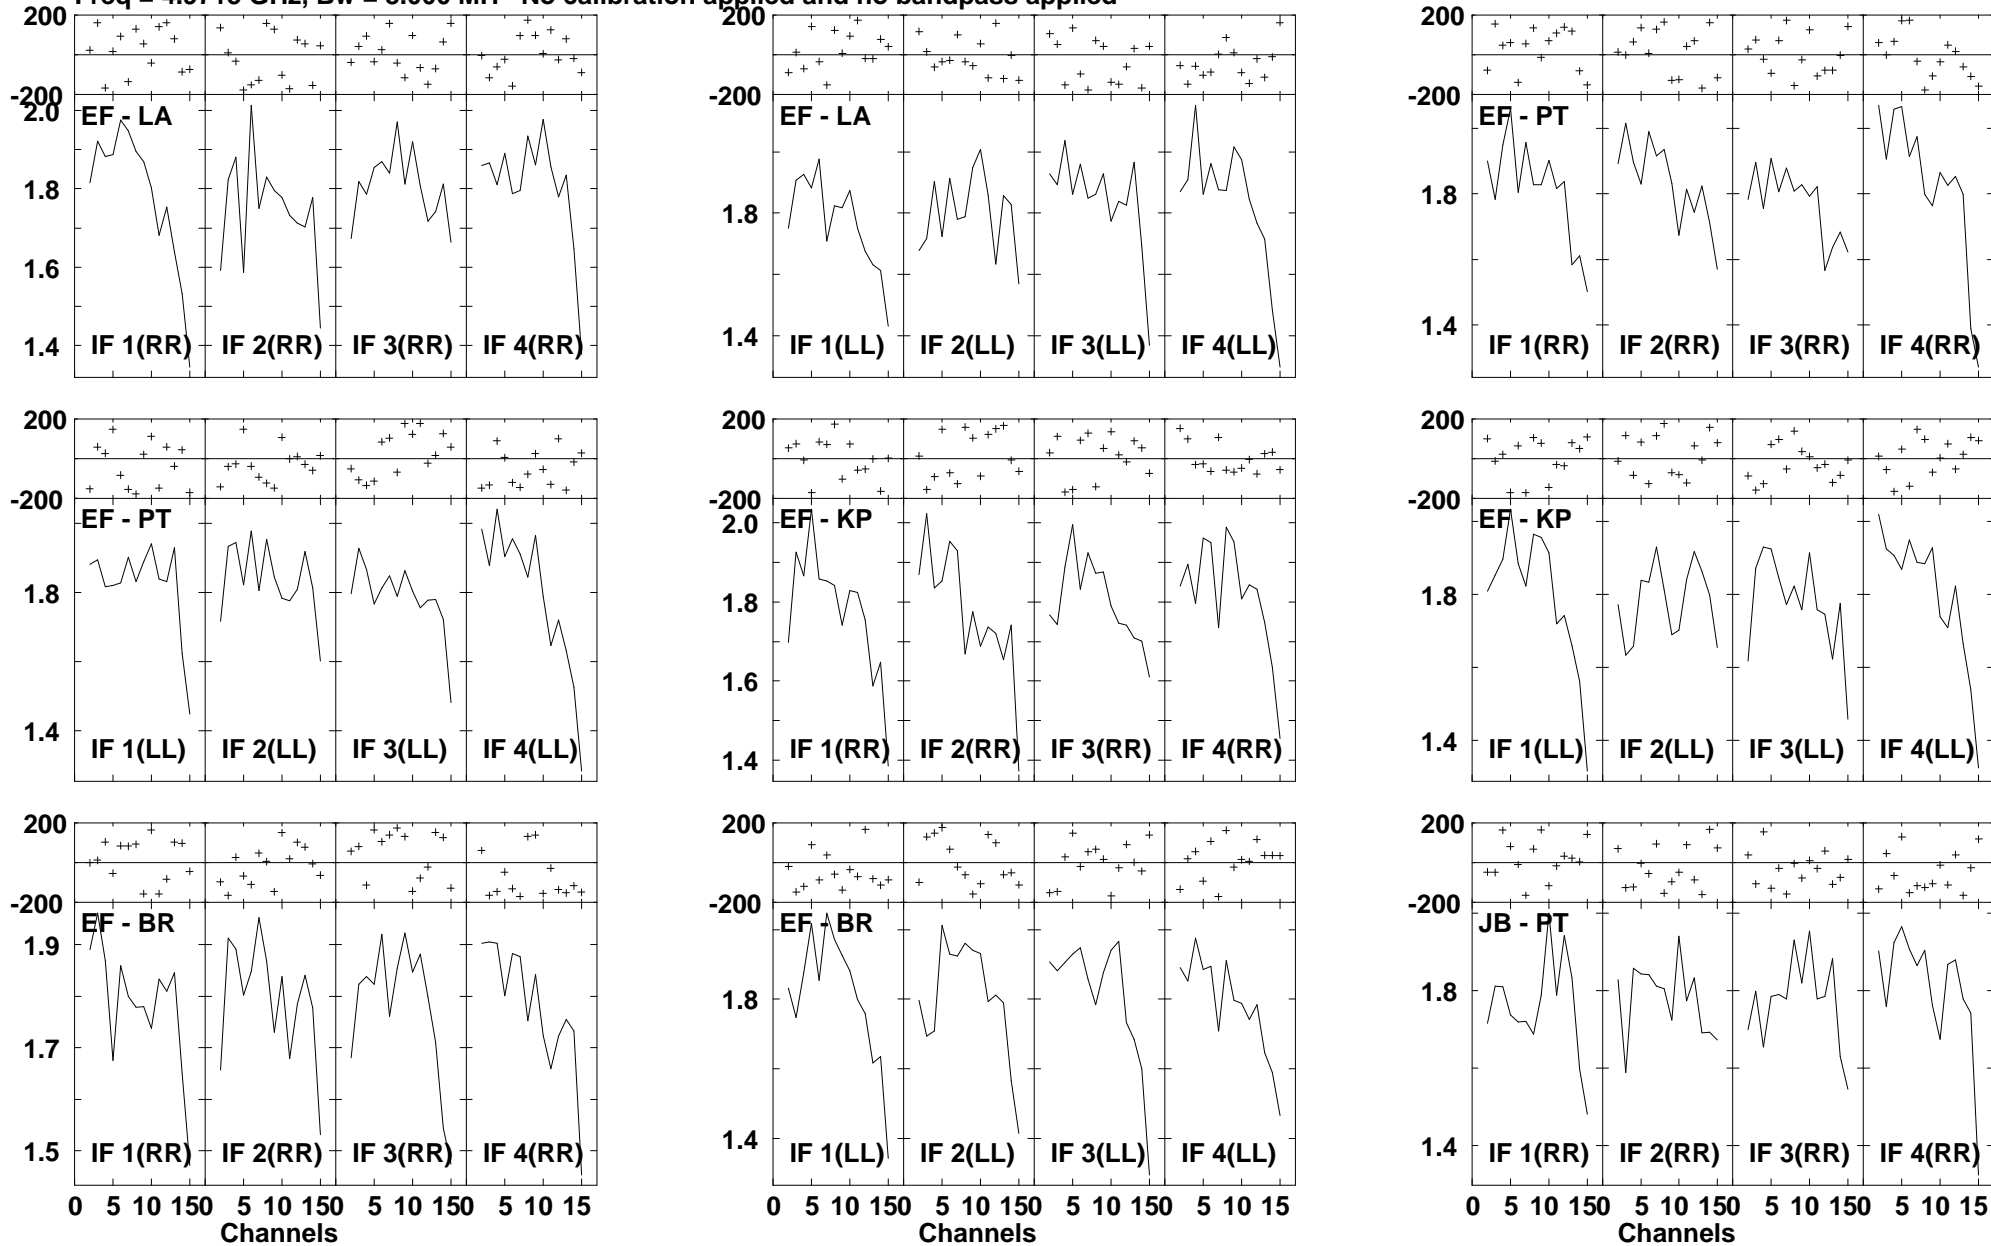 No calibration applied and no bandpass applied
200
-200
2.0
1.8
1.6
1.4
EF - LA
IF 1(RR) IF 2(RR) IF 3(RR) IF 4(RR)
200
-200
1.8
1.4
EF - LA
IF 1(LL) IF 2(LL) IF 3(LL) IF 4(LL)
200
-200
1.8
1.4
EF - PT
IF 1(RR) IF 2(RR) IF 3(RR) IF 4(RR)
200
-200
1.8
1.4
EF - PT
IF 1(LL) IF 2(LL) IF 3(LL) IF 4(LL)
200
-200
2.0
1.8
1.6
1.4
EF - KP
IF 1(RR) IF 2(RR) IF 3(RR) IF 4(RR)
200
-200
1.8
1.4
EF - KP
IF 1(LL) IF 2(LL) IF 3(LL) IF 4(LL)
200
-200
1.9
1.7
1.5
EF - BR
IF 1(RR) IF 2(RR) IF 3(RR) IF 4(RR)
0 5 10 150 5 10 150 5 10 150 5 10 15
Channels
200
-200
1.8
1.4
EF - BR
IF 1(LL) IF 2(LL) IF 3(LL) IF 4(LL)
0 5 10 150 5 10 150 5 10 150 5 10 15
Channels
200
-200
1.8
1.4
JB - PT
IF 1(RR) IF 2(RR) IF 3(RR) IF 4(RR)
0 5 10 150 5 10 150 5 10 150 5 10 15
Channels